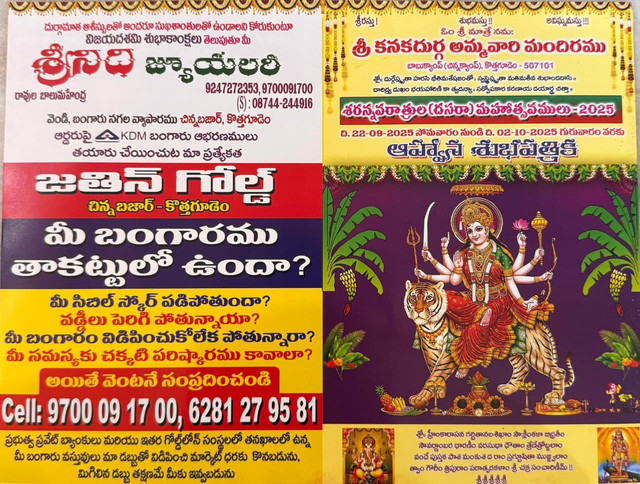 దుర్గామాత ఆశీస్సులతో అందరూ సుఖశాంతులతో ఉండాలని కోరుకుంటూ
విజయదశమి శుభాకాంక్షలు తెలుపుతూ మీ
శ్రీనిధి జ్యూయలరీ
రావుల బాలుమహేంద్ర
9247272353, 9700091700
(S) : 08744-244916
వెండి, బంగారు నగల వ్యాపారము చిన్నబజార్, కొత్తగూడెం
ఆర్డరుపై KDM బంగారు ఆభరణములు
తయారు చేయించుట మా ప్రత్యేకత
జతిన్ గోల్డ్
చిన్నబజార్ - కొత్తగూడెం
మీ బంగారము
తాకట్టులో ఉందా?
మీ సిబిల్ స్కోర్ పడిపోతుందా?
వడ్డీలు పెరిగి పోతున్నాయా?
మీ బంగారం విడిపించుకోలేక పోతున్నారా?
మీ సమస్యకు చక్కటి పరిష్కారము కావాలా?
అయితే వెంటనే సంప్రదించండి
Cell: 9700 09 17 00, 6281 27 95 81
ప్రభుత్వ ప్రైవేట్ బ్యాంకులు మరియు ఇతర గోల్డ్‌లోన్ సంస్థలలో తనఖాలలో ఉన్న
మీ బంగారు వస్తువులు మా డబ్బుతో విడిపించి మార్కెట్ ధరకు కొనబడును,
మిగిలిన డబ్బు తక్షణమే మీకు ఇవ్వబడును
శ్రీరస్తు! శుభమస్తు!! అవిఘ్నమస్తు!!!
ఓం శ్రీ మాత్రే నమః
శ్రీ కనకదుర్గ అమ్మవారి మందిరము
బాబుక్యాంప్ (చిన్నక్యాంప్), కొత్తగూడెం - 507101
శరన్నవరాత్రుల (దసరా) మహోత్సవములు-2025
ది. 22-09-2025 సోమవారం నుండి ది. 02-10-2025 గురువారం వరకు
ఆహ్వాన శుభపత్రిక